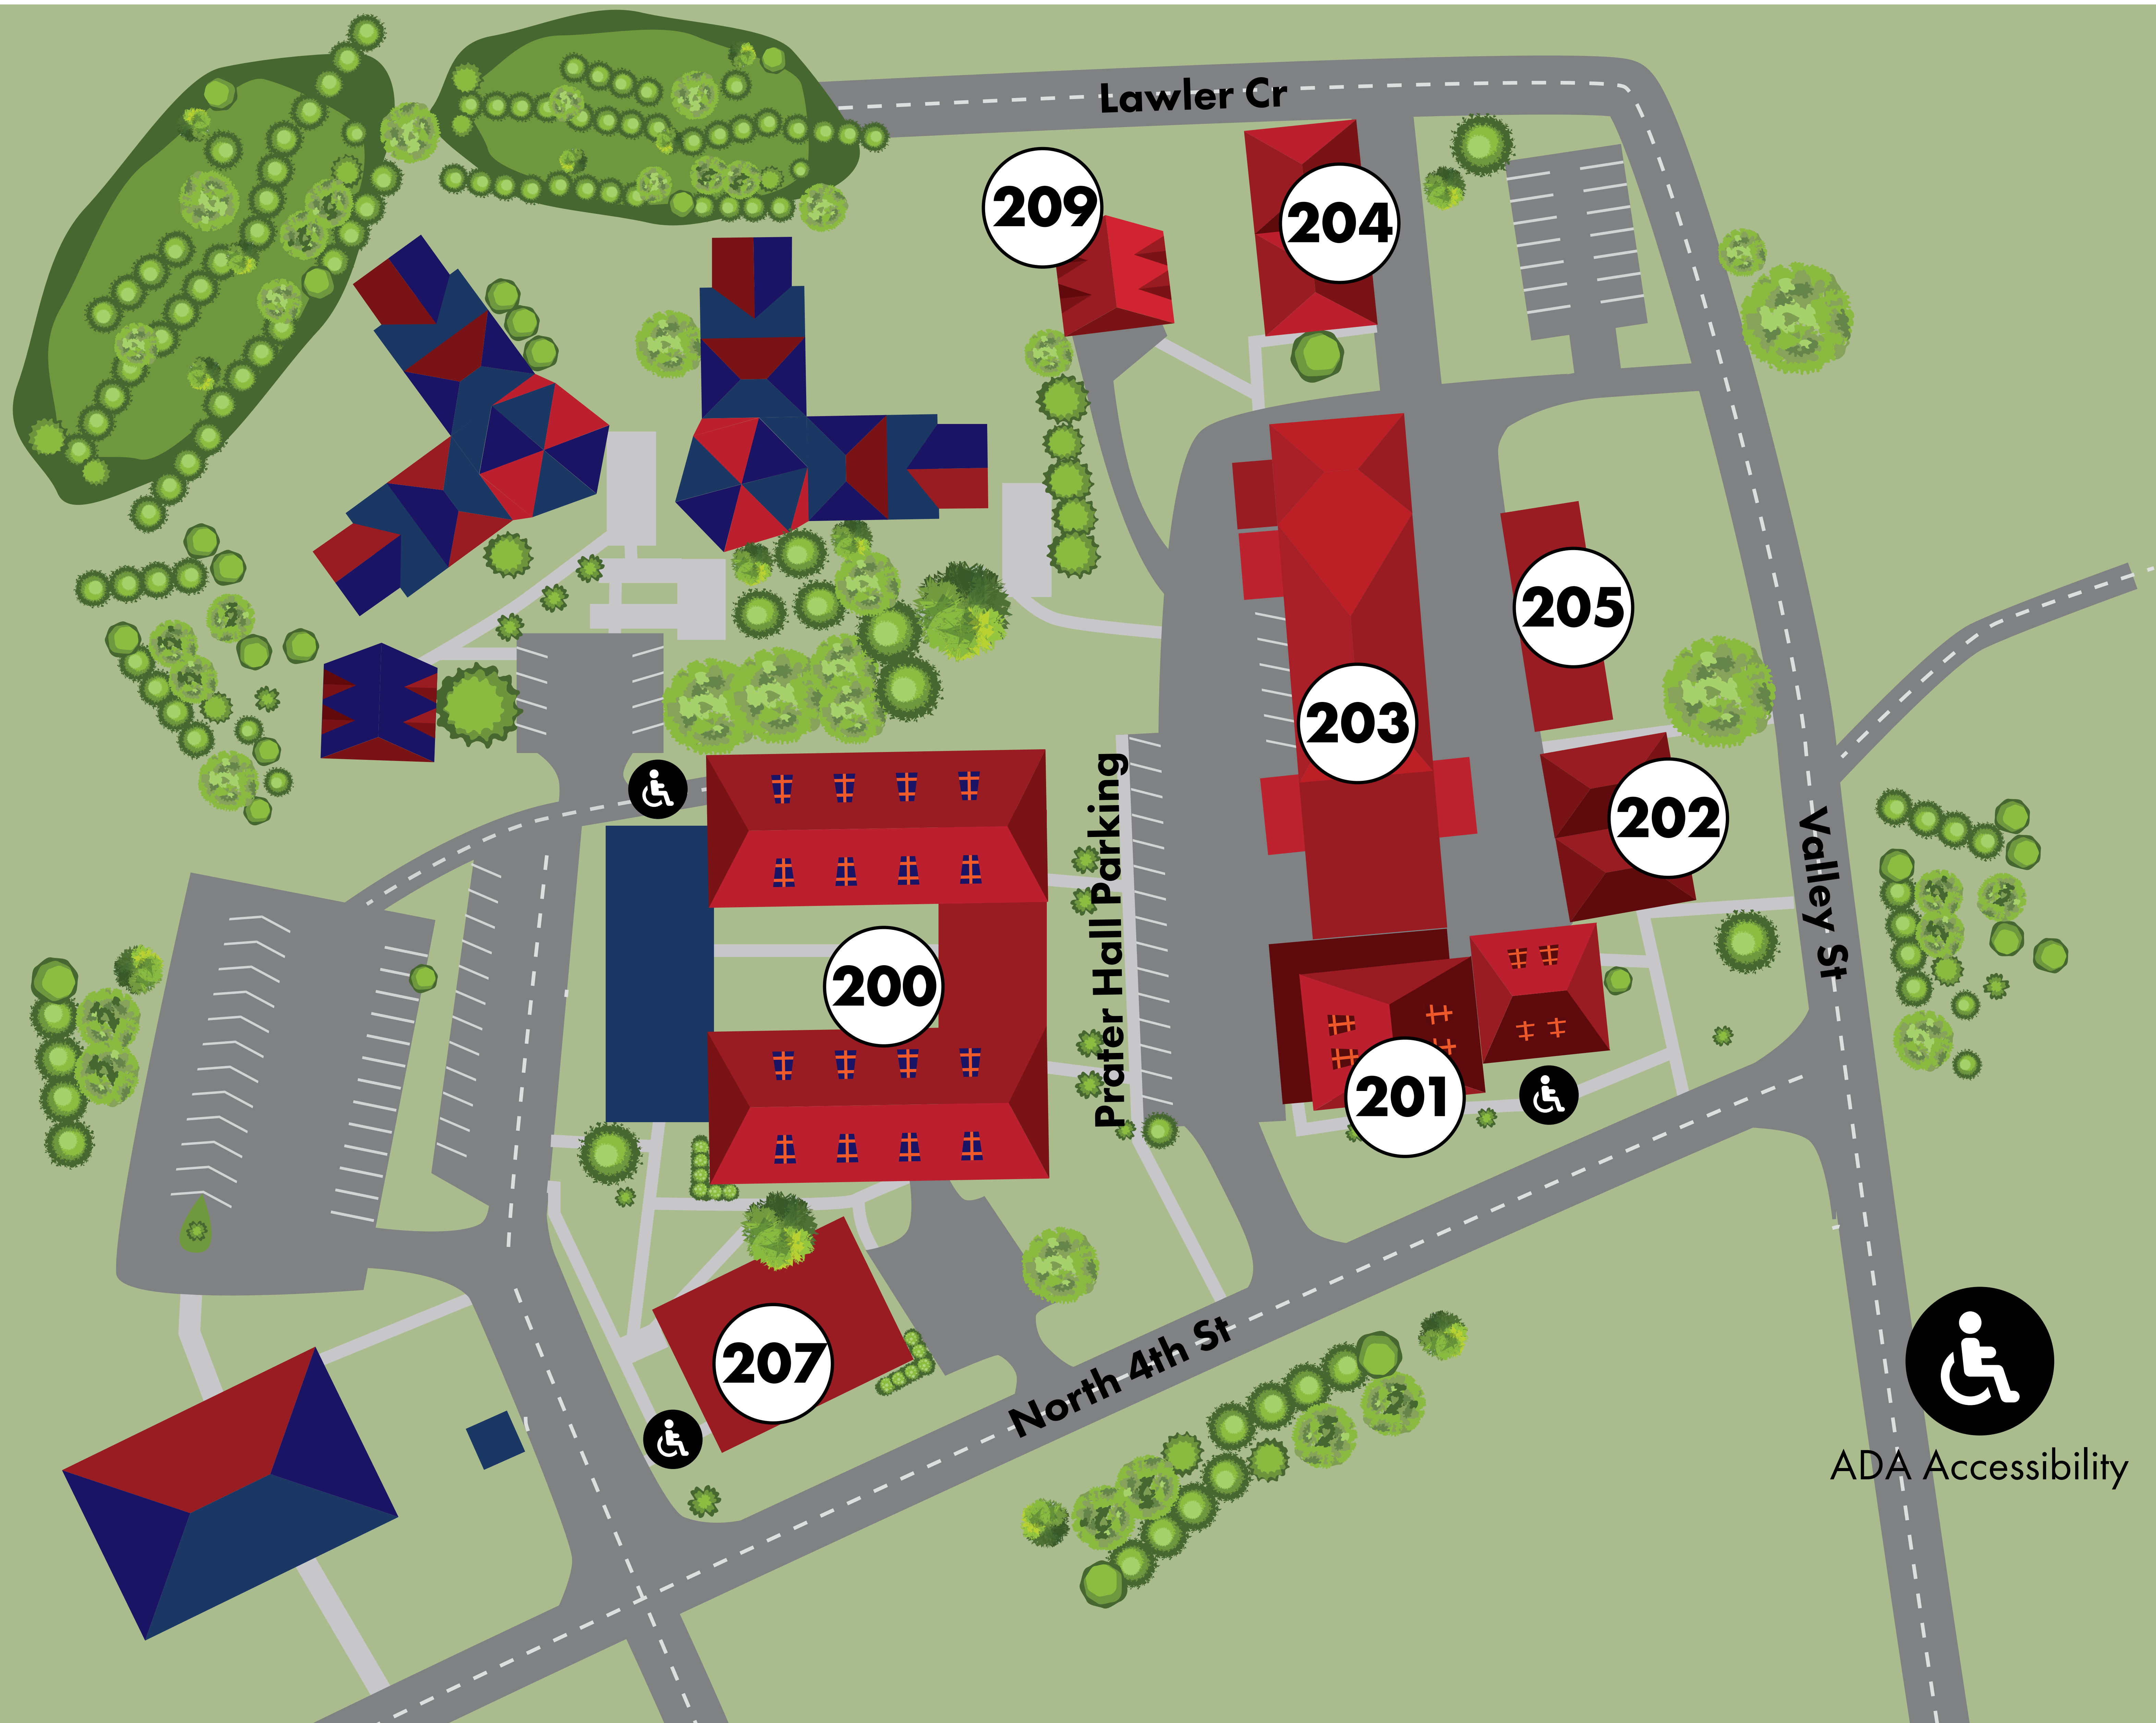 Lawler Cr
209
204
205
203
202
Prater Hall Parking
Valley St
200
201
207
North 4th St
ADA Accessibility